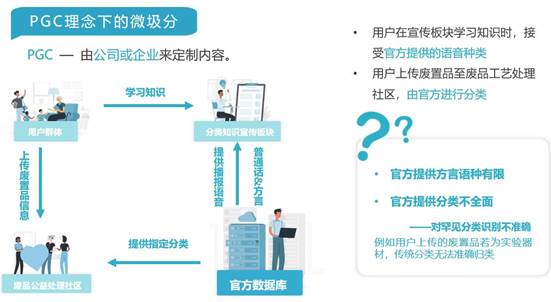 PGC理念下的微圾分
PGC — 由公司或企业来定制内容。
用户群体
学习知识
分类知识宣传板块
上传废置品信息
提供播报语音
普通话&方言
废品公益处理社区
提供指定分类
官方数据库
• 用户在宣传板块学习知识时，接
受官方提供的语音种类
• 用户上传废置品至废品工艺处理
社区，由官方进行分类
？？
• 官方提供方言语种有限
• 官方提供分类不全面
——对罕见分类识别不准确
例如用户上传的废置品若为实验器
材，传统分类无法准确归类